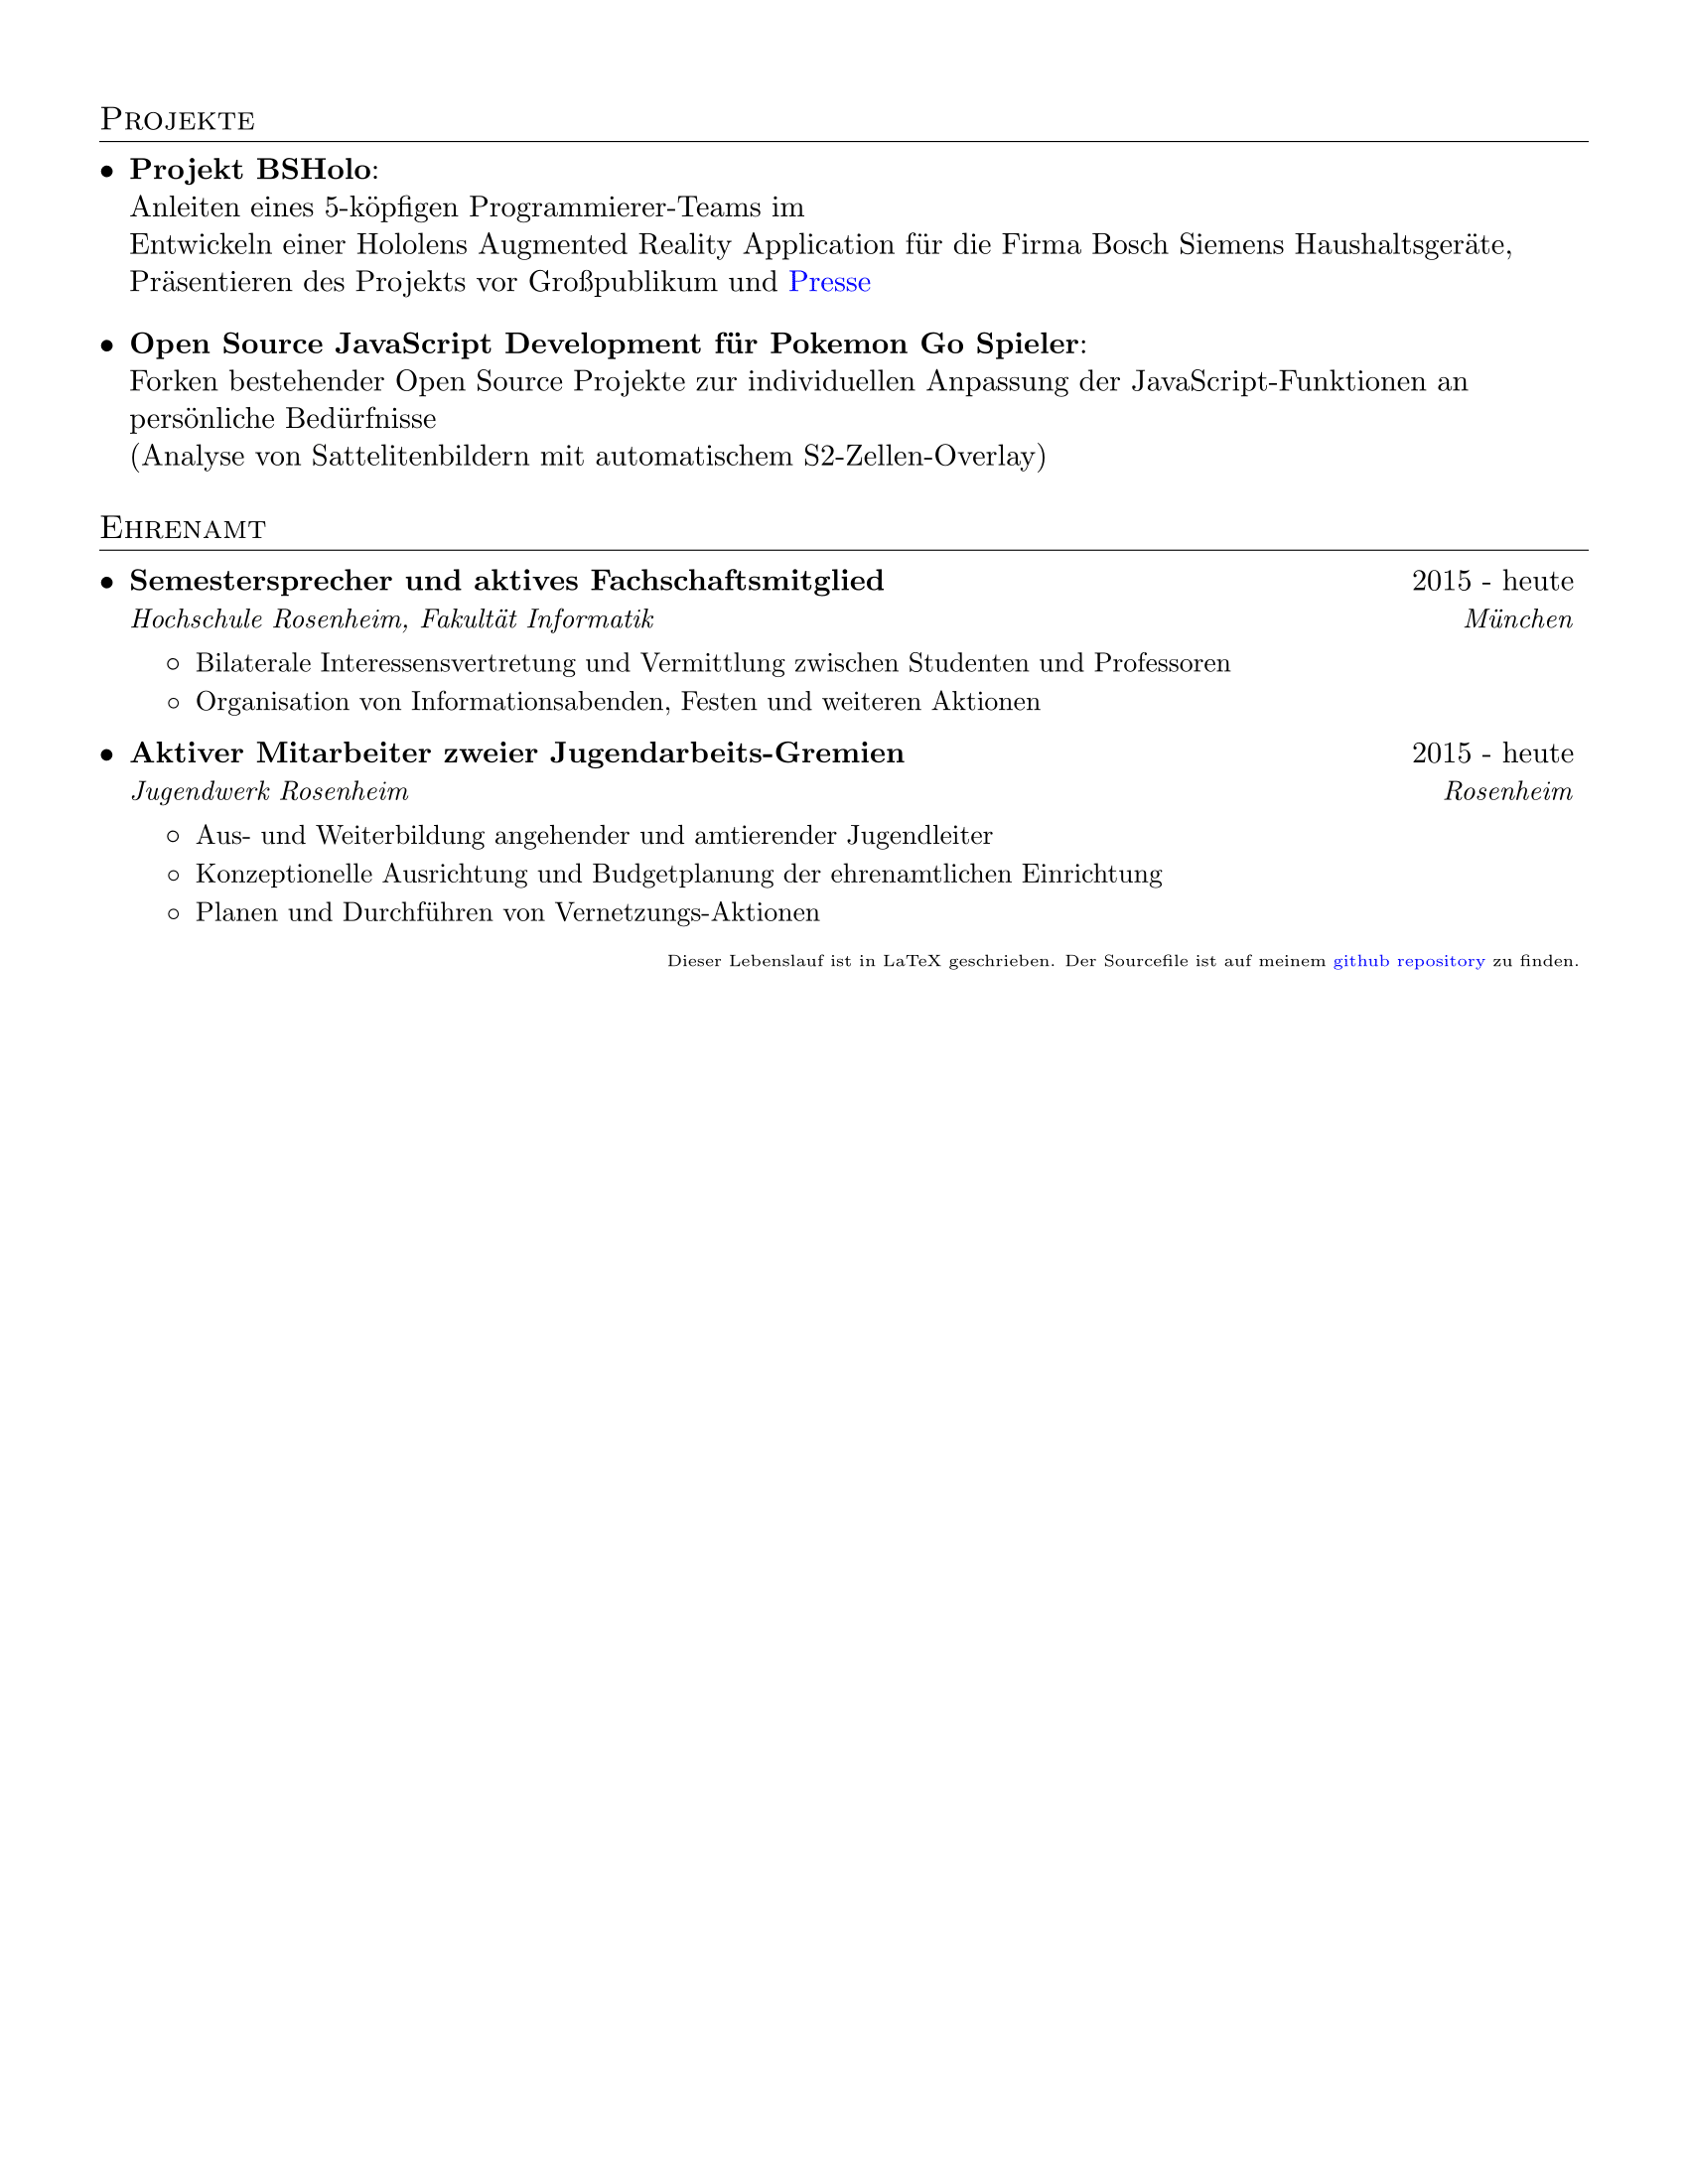 Projekte
• Projekt BSHolo:
Anleiten eines 5-köpfigen Programmierer-Teams im
Entwickeln einer Hololens Augmented Reality Application für die Firma Bosch Siemens Haushaltsgeräte,
Präsentieren des Projekts vor Großpublikum und Presse
• Open Source JavaScript Development für Pokemon Go Spieler:
Forken bestehender Open Source Projekte zur individuellen Anpassung der JavaScript-Funktionen an
persönliche Bedürfnisse
(Analyse von Sattelitenbildern mit automatischem S2-Zellen-Overlay)
Ehrenamt
• Semestersprecher und aktives Fachschaftsmitglied 2015 - heute
Hochschule Rosenheim, Fakultät Informatik München
◦ Bilaterale Interessensvertretung und Vermittlung zwischen Studenten und Professoren
◦ Organisation von Informationsabenden, Festen und weiteren Aktionen
• Aktiver Mitarbeiter zweier Jugendarbeits-Gremien 2015 - heute
Jugendwerk Rosenheim Rosenheim
◦ Aus- und Weiterbildung angehender und amtierender Jugendleiter
◦ Konzeptionelle Ausrichtung und Budgetplanung der ehrenamtlichen Einrichtung
◦ Planen und Durchführen von Vernetzungs-Aktionen
Dieser Lebenslauf ist in LaTeX geschrieben. Der Sourcefile ist auf meinem github repository zu finden.